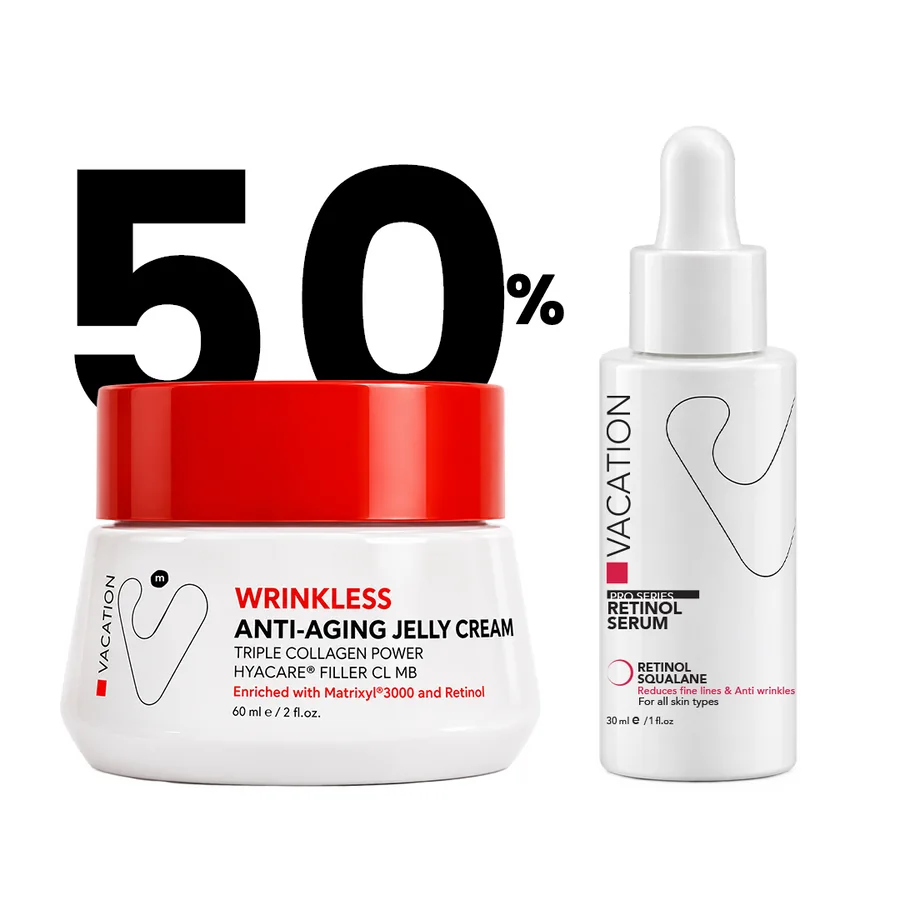 50%
VACATION
m
WRINKLESS
ANTI-AGING JELLY CREAM
TRIPLE COLLAGEN POWER
HYACARE® FILLER CL MB
Enriched with Matrixyl®3000 and Retinol
60 ml e / 2 fl.oz.
VACATION
PRO SERIES
RETINOL
SERUM
RETINOL
SQUALANE
Reduces fine lines & Anti wrinkles
For all skin types
30 ml e / 1 fl.oz